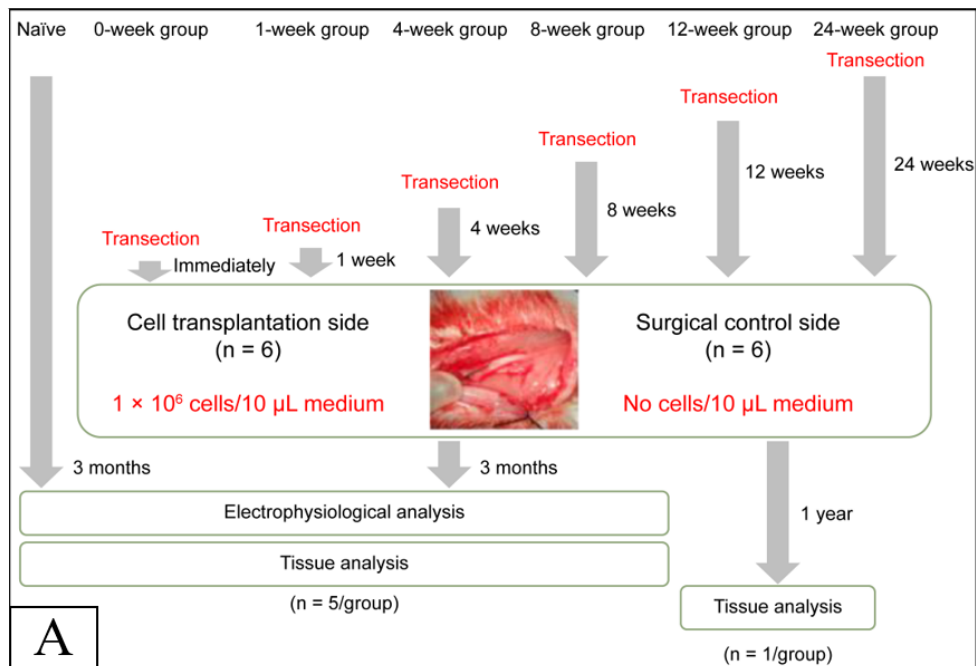 Naïve 0-week group 1-week group 4-week group 8-week group 12-week group 24-week group
Transection
Transection
Transection
Transection
Transection
Transection
24 weeks
12 weeks
8 weeks
4 weeks
1 week
Immediately
Cell transplantation side
(n = 6)
1 × 10⁶ cells/10 µL medium
Surgical control side
(n = 6)
No cells/10 µL medium
3 months
3 months
1 year
Electrophysiological analysis
Tissue analysis
(n = 5/group)
Tissue analysis
(n = 1/group)
A